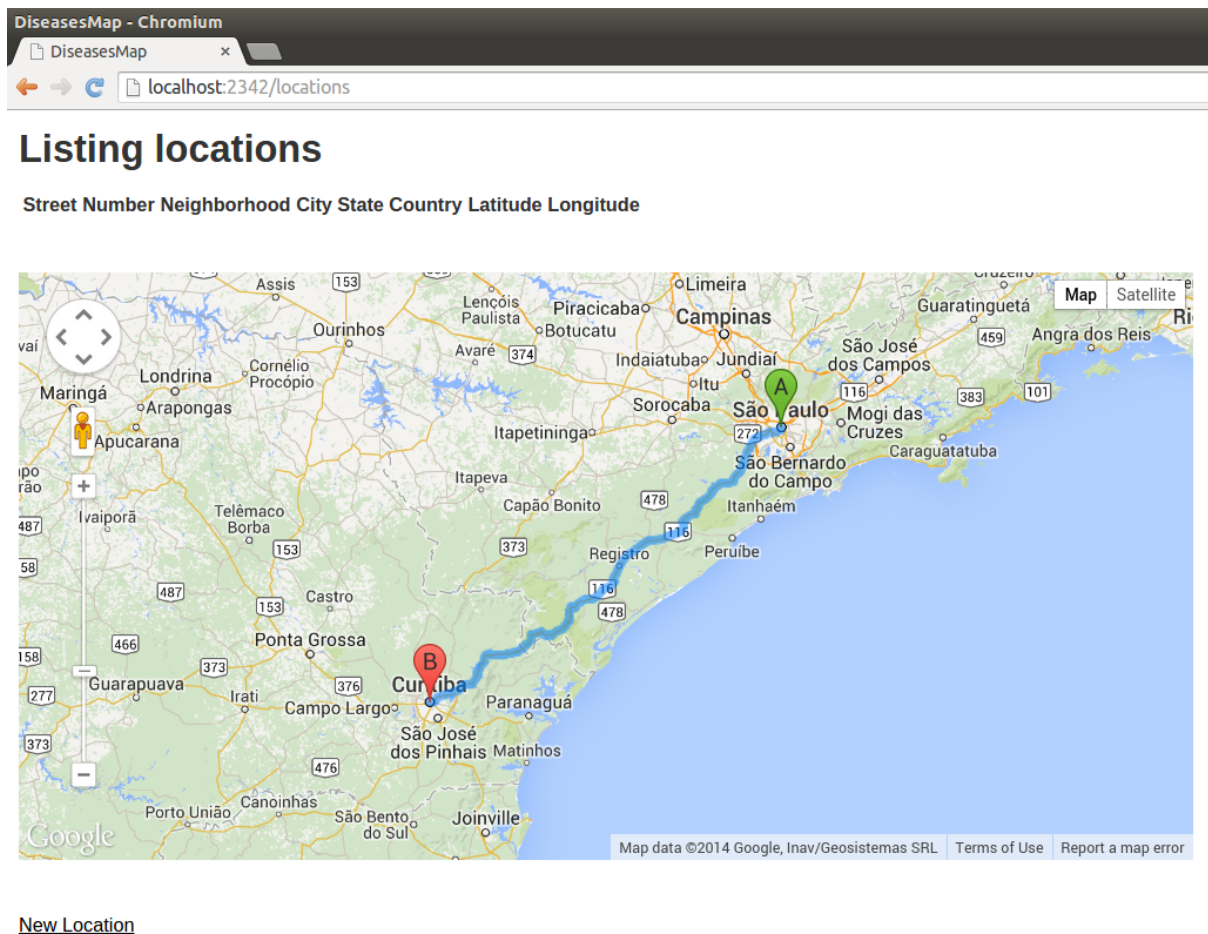 DiseasesMap - Chromium
DiseasesMap ×
localhost:2342/locations
Listing locations
Street Number Neighborhood City State Country Latitude Longitude
Assis
153
Limeira
Map
Satellite
Lençóis
Paulista
Piracicaba
Campinas
Guaratinguetá
Ourinhos
Botucatu
459
Angra dos Reis
Avaré
374
Indaiatuba
Jundiaí
São José
dos Campos
Cornélio
Procópio
Londrina
Maringá
Itu
A
116
383
101
Arapongas
Sorocaba
São Paulo
Mogi das
Cruzes
Apucarana
Itapetininga
272
Caraguatatuba
São Bernardo
do Campo
Itapeva
Capão Bonito
478
Itanhaém
487
Ivaiporã
Telêmaco
Borba
153
373
Registro
116
Peruíbe
58
487
153
Castro
116
478
466
Ponta Grossa
158
373
B
277
Guarapuava
Irati
376
Curitiba
Campo Largo
Paranaguá
373
São José
dos Pinhais
Matinhos
476
Porto União
Canoinhas
São Bento
do Sul
Joinville
Google
Map data ©2014 Google, Inav/Geosistemas SRL
Terms of Use
Report a map error
New Location